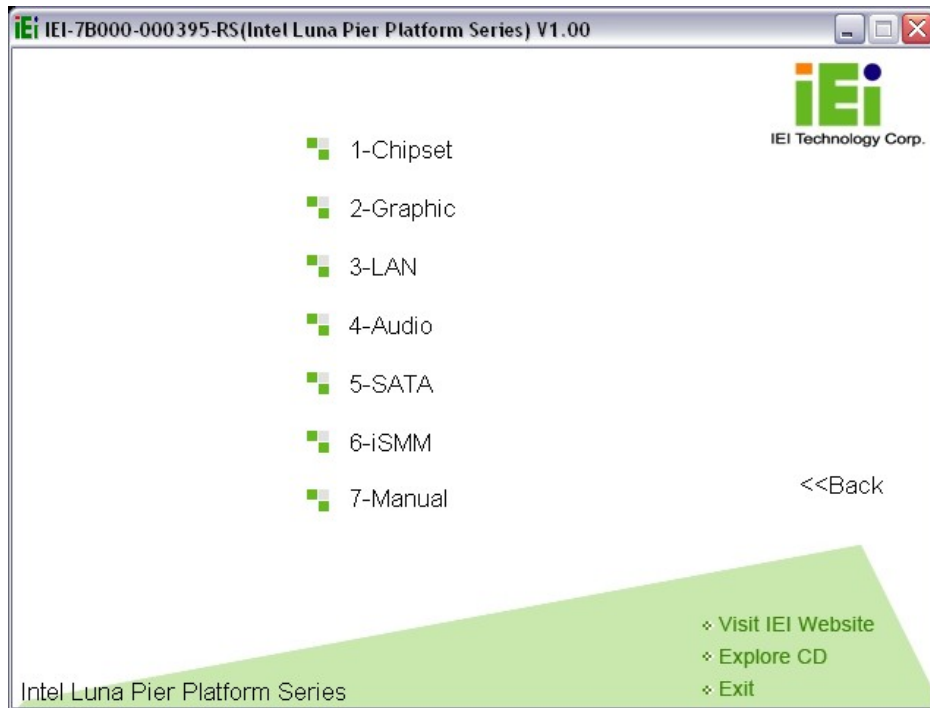 iEi IEI-7B000-000395-RS(Intel Luna Pier Platform Series) V1.00
iEi
IEI Technology Corp.
1-Chipset
2-Graphic
3-LAN
4-Audio
5-SATA
6-iSMM
7-Manual
<<Back
Visit IEI Website
Explore CD
Exit
Intel Luna Pier Platform Series